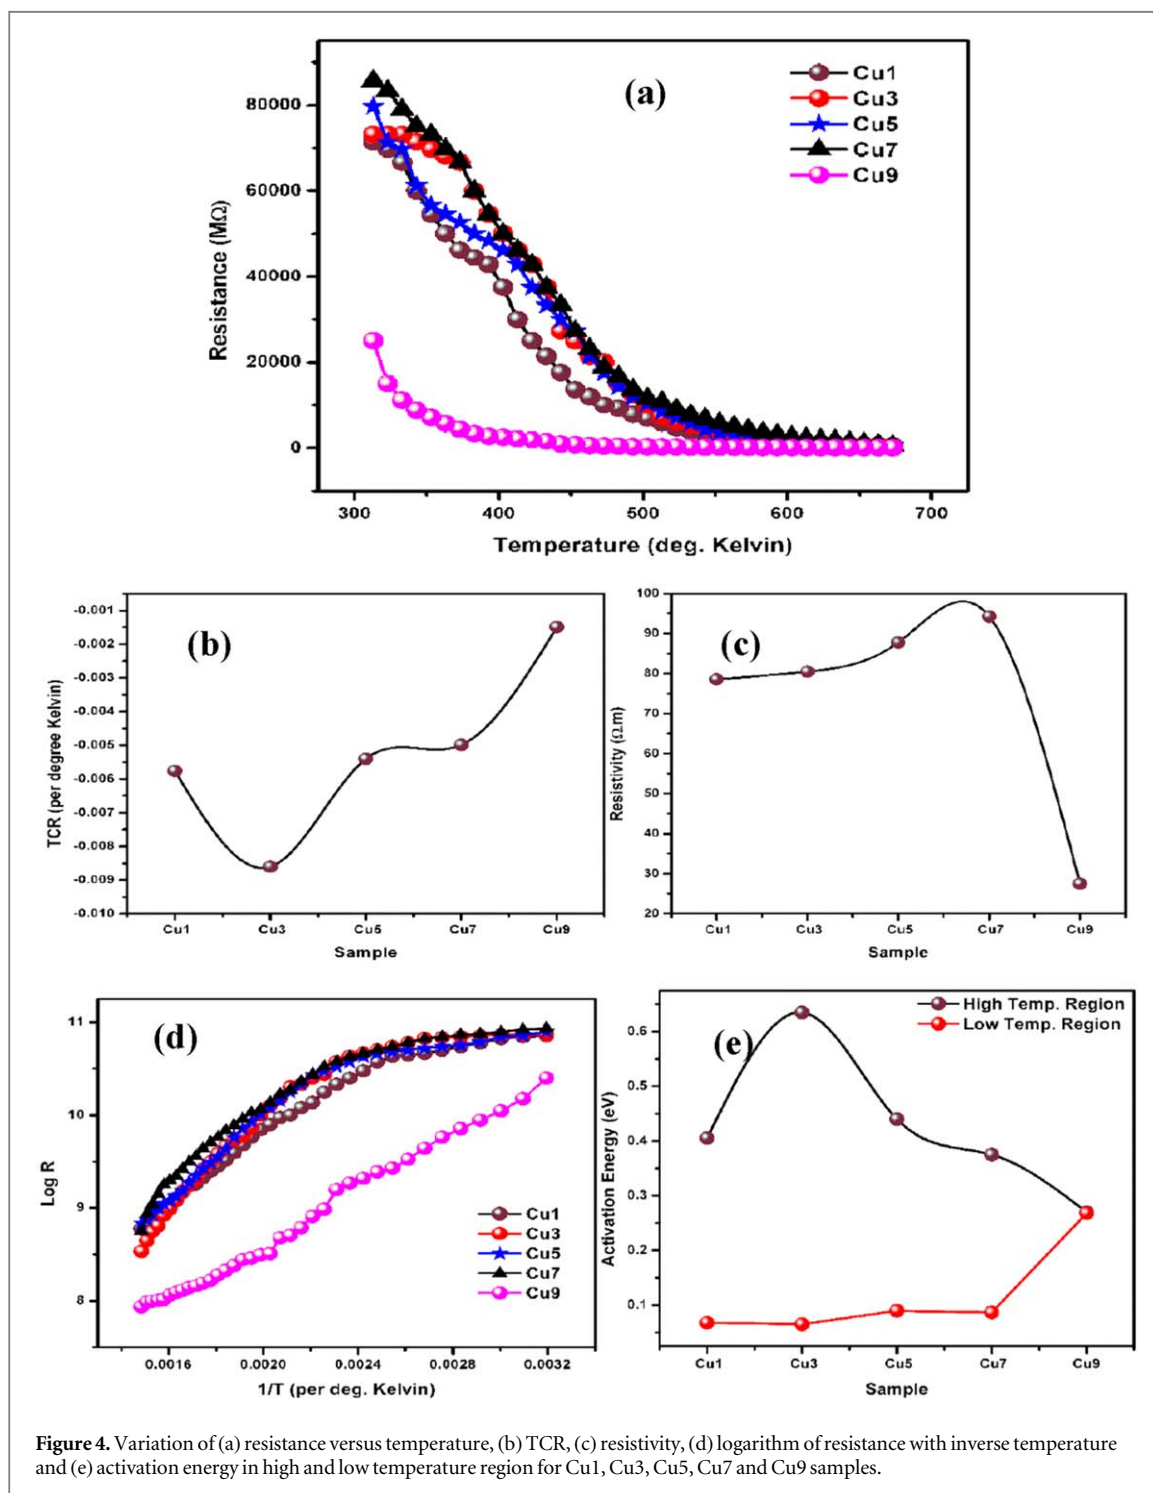 (a)
Cu1
Cu3
Cu5
Cu7
Cu9
80000
60000
40000
20000
0
Resistance (MΩ)
300 400 500 600 700
Temperature (deg. Kelvin)
(b)
-0.001
-0.002
-0.003
-0.004
-0.005
-0.006
-0.007
-0.008
-0.009
-0.010
TCR (per degree Kelvin)
Cu1 Cu3 Cu5 Cu7 Cu9
Sample
(c)
100
90
80
70
60
50
40
30
20
Resistivity (Ω.m)
Cu1 Cu3 Cu5 Cu7 Cu9
Sample
(d)
11
10
9
8
Log R
Cu1
Cu3
Cu5
Cu7
Cu9
0.0016 0.0020 0.0024 0.0028 0.0032
1/T (per deg. Kelvin)
(e)
High Temp. Region
Low Temp. Region
0.6
0.5
0.4
0.3
0.2
0.1
Activation Energy (eV)
Cu1 Cu3 Cu5 Cu7 Cu9
Sample
Figure 4. Variation of (a) resistance versus temperature, (b) TCR, (c) resistivity, (d) logarithm of resistance with inverse temperature
and (e) activation energy in high and low temperature region for Cu1, Cu3, Cu5, Cu7 and Cu9 samples.